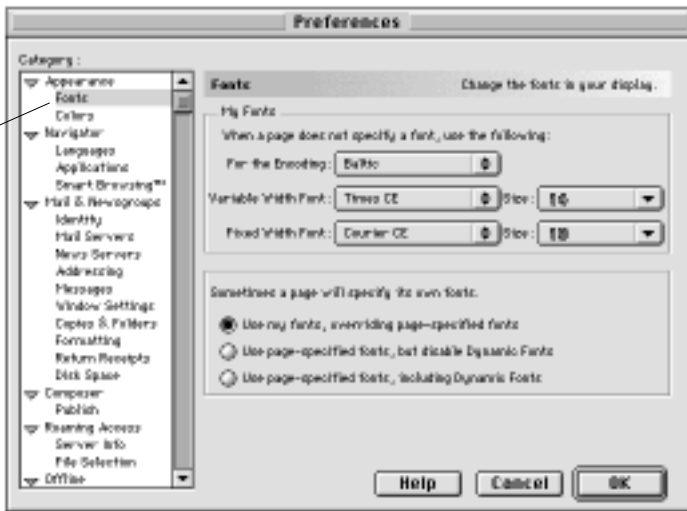 Preferences
Category :
Appearance
Fonts
Colors
Navigator
Languages
Applications
Smart Browsing™
Mail & Newsgroups
Identity
Mail Servers
News Servers
Addressing
Messages
Window Settings
Copies & Folders
Formatting
Return Receipts
Disk Space
Composer
Publish
Roaming Access
Server Info
File Selection
Offline
Fonts Change the fonts in your display.
My Fonts
When a page does not specify a font, use the following:
For the Encoding: Baltic
Variable Width Font: Times CE Size:
Fixed Width Font: Courier CE Size:
Sometimes a page will specify its own fonts.
Use my fonts, overriding page-specified fonts
Use page-specified fonts, but disable Dynamic Fonts
Use page-specified fonts, including Dynamic Fonts
Help Cancel OK